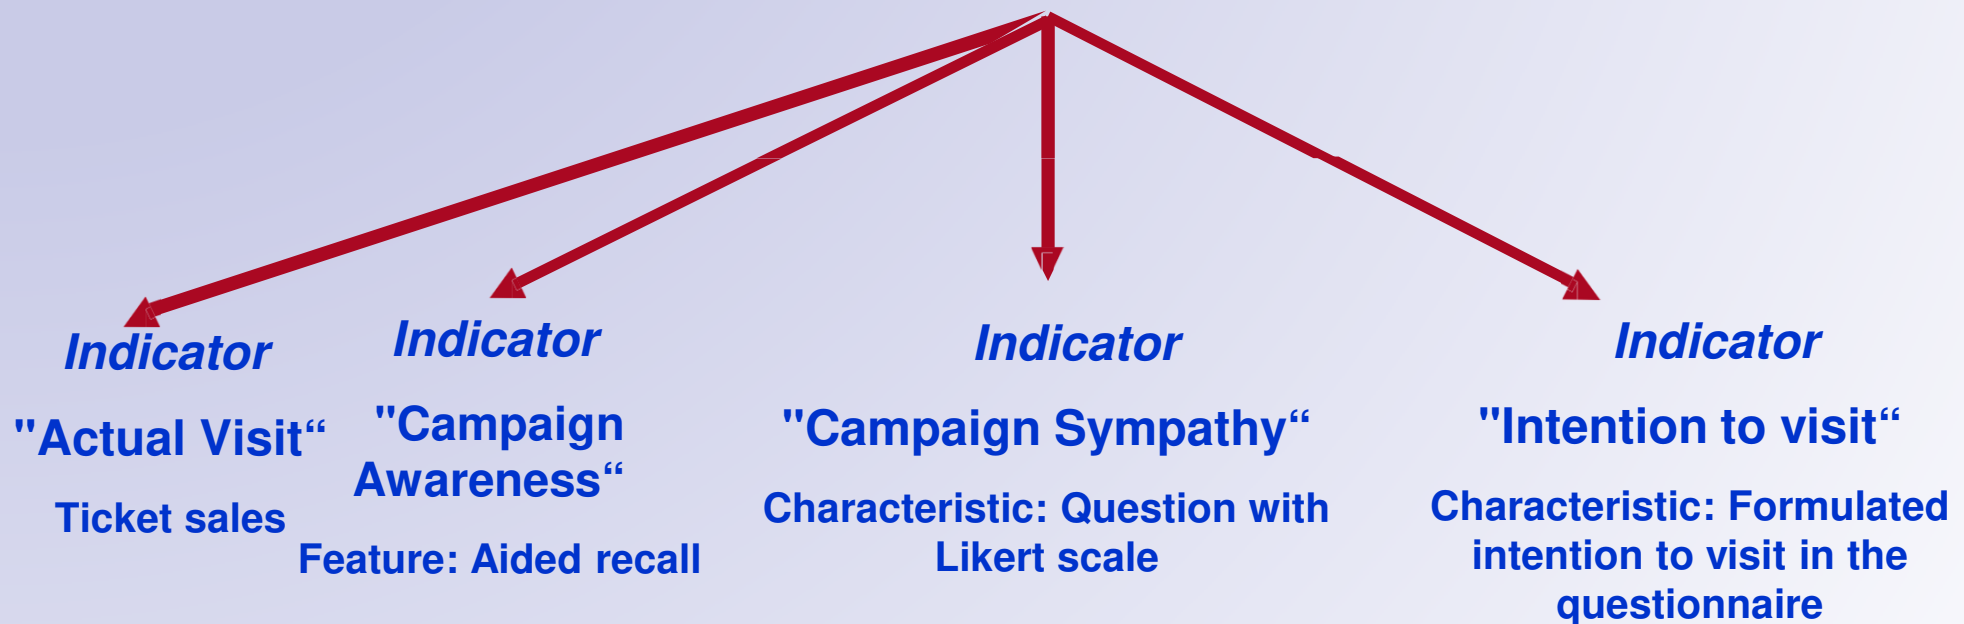 Indicator
"Actual Visit“
Ticket sales
Indicator
"Campaign
Awareness“
Feature: Aided recall
Indicator
"Campaign Sympathy“
Characteristic: Question with
Likert scale
Indicator
"Intention to visit“
Characteristic: Formulated
intention to visit in the
questionnaire